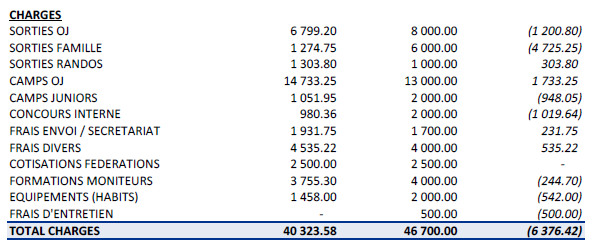 CHARGES
SORTIES OJ 6 799.20 8 000.00 (1 200.80)
SORTIES FAMILLE 1 274.75 6 000.00 (4 725.25)
SORTIES RANDOS 1 303.80 1 000.00 303.80
CAMPS OJ 14 733.25 13 000.00 1 733.25
CAMPS JUNIORS 1 051.95 2 000.00 (948.05)
CONCOURS INTERNE 980.36 2 000.00 (1 019.64)
FRAIS ENVOI / SECRETARIAT 1 931.75 1 700.00 231.75
FRAIS DIVERS 4 535.22 4 000.00 535.22
COTISATIONS FEDERATIONS 2 500.00 2 500.00 -
FORMATIONS MONITEURS 3 755.30 4 000.00 (244.70)
EQUIPEMENTS (HABITS) 1 458.00 2 000.00 (542.00)
FRAIS D'ENTRETIEN - 500.00 (500.00)
TOTAL CHARGES 40 323.58 46 700.00 (6 376.42)